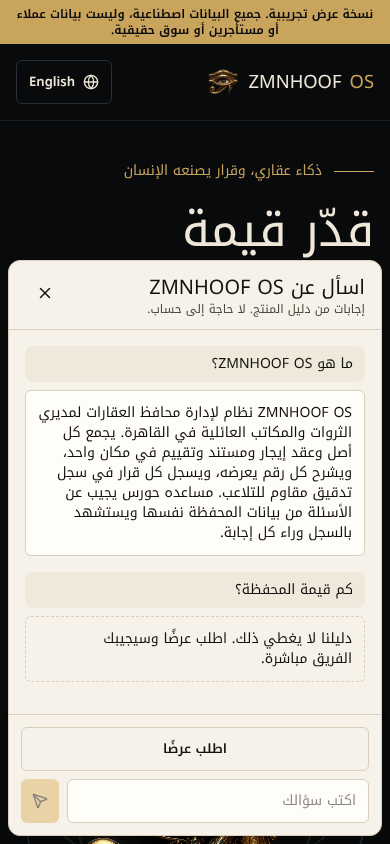 نسخة عرض تجريبية. جميع البيانات اصطناعية، وليست بيانات عملاء
أو مستأجرين أو سوق حقيقية.
ZMNHOOF OS
English
ذكاء عقاري، وقرار يصنعه الإنسان
قدّر قيمة
اسأل عن ZMNHOOF OS
إجابات من دليل المنتج. لا حاجة إلى حساب.
ما هو ZMNHOOF OS؟
ZMNHOOF OS نظام لإدارة محافظ العقارات لمديري
الثروات والمكاتب العائلية في القاهرة. يجمع كل
أصل وعقد إيجار ومستند وتقييم في مكان واحد،
ويشرح كل رقم يعرضه، ويسجل كل قرار في سجل
تدقيق مقاوم للتلاعب. مساعده حورس يجيب عن
الأسئلة من بيانات المحفظة نفسها ويستشهد
بالسجل وراء كل إجابة.
كم قيمة المحفظة؟
دليلنا لا يغطي ذلك. اطلب عرضًا وسيجيبك
الفريق مباشرة.
اطلب عرضًا
اكتب سؤالك